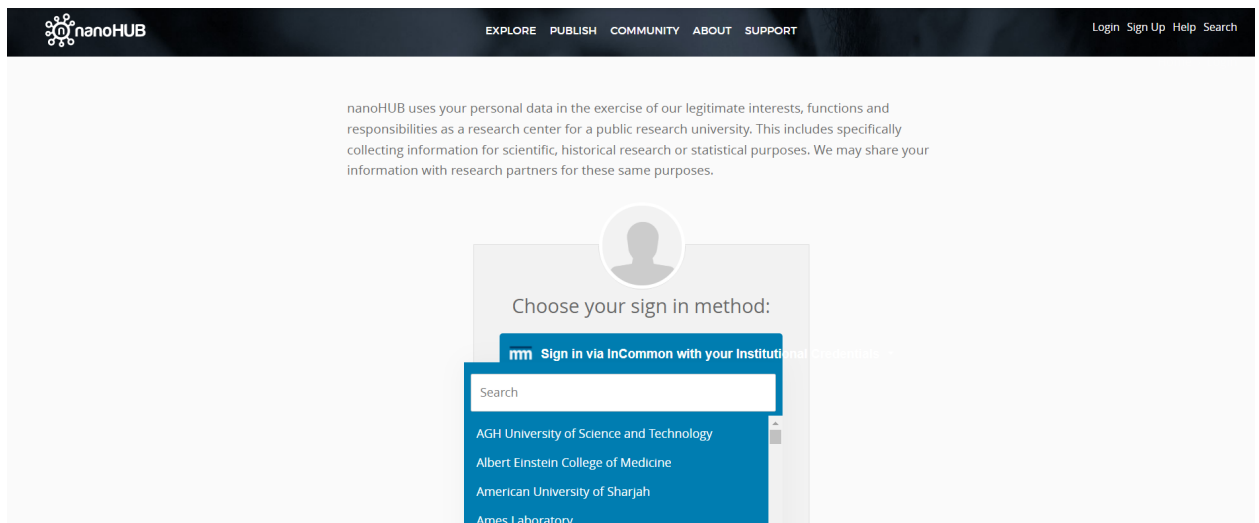 nanoHUB
EXPLORE PUBLISH COMMUNITY ABOUT SUPPORT
Login Sign Up Help Search
nanoHUB uses your personal data in the exercise of our legitimate interests, functions and
responsibilities as a research center for a public research university. This includes specifically
collecting information for scientific, historical research or statistical purposes. We may share your
information with research partners for these same purposes.
Choose your sign in method:
Sign in via InCommon with your Institutional
Search
AGH University of Science and Technology
Albert Einstein College of Medicine
American University of Sharjah
Ames Laboratory